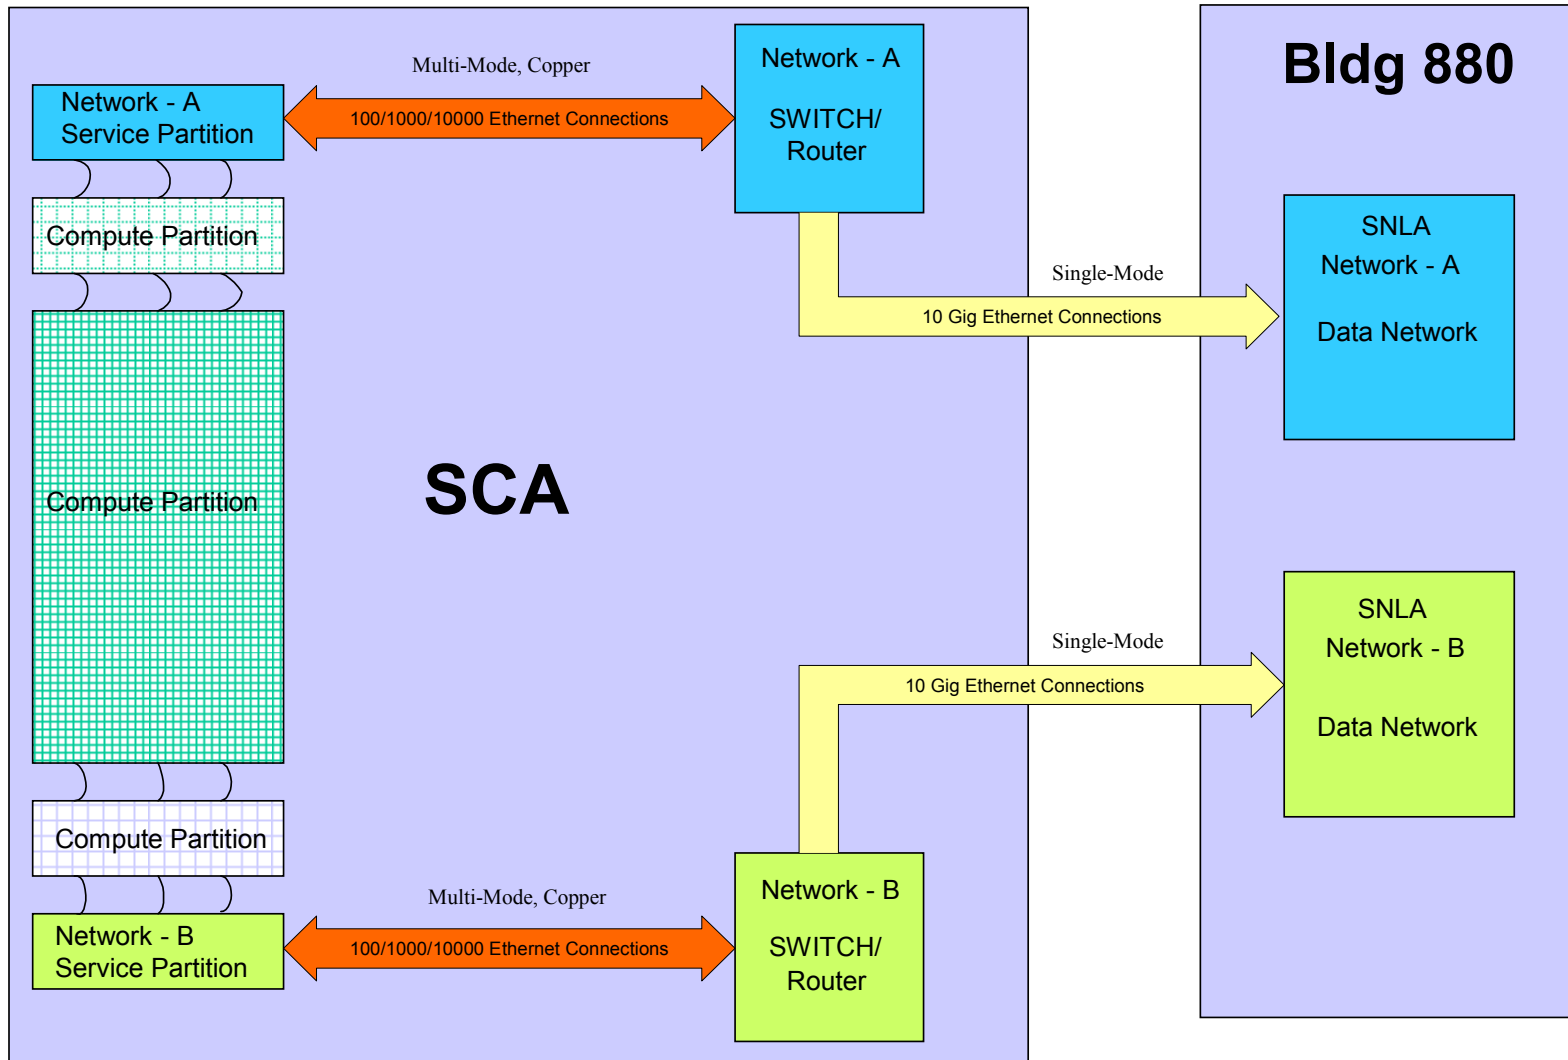 Bldg 880
Multi-Mode, Copper
Network - A
Service Partition
100/1000/10000 Ethernet Connections
Network - A
SWITCH/
Router
Compute Partition
SNLA
Network - A
Data Network
Single-Mode
10 Gig Ethernet Connections
Compute Partition
SCA
SNLA
Network - B
Data Network
Single-Mode
10 Gig Ethernet Connections
Compute Partition
Multi-Mode, Copper
Network - B
Service Partition
100/1000/10000 Ethernet Connections
Network - B
SWITCH/
Router